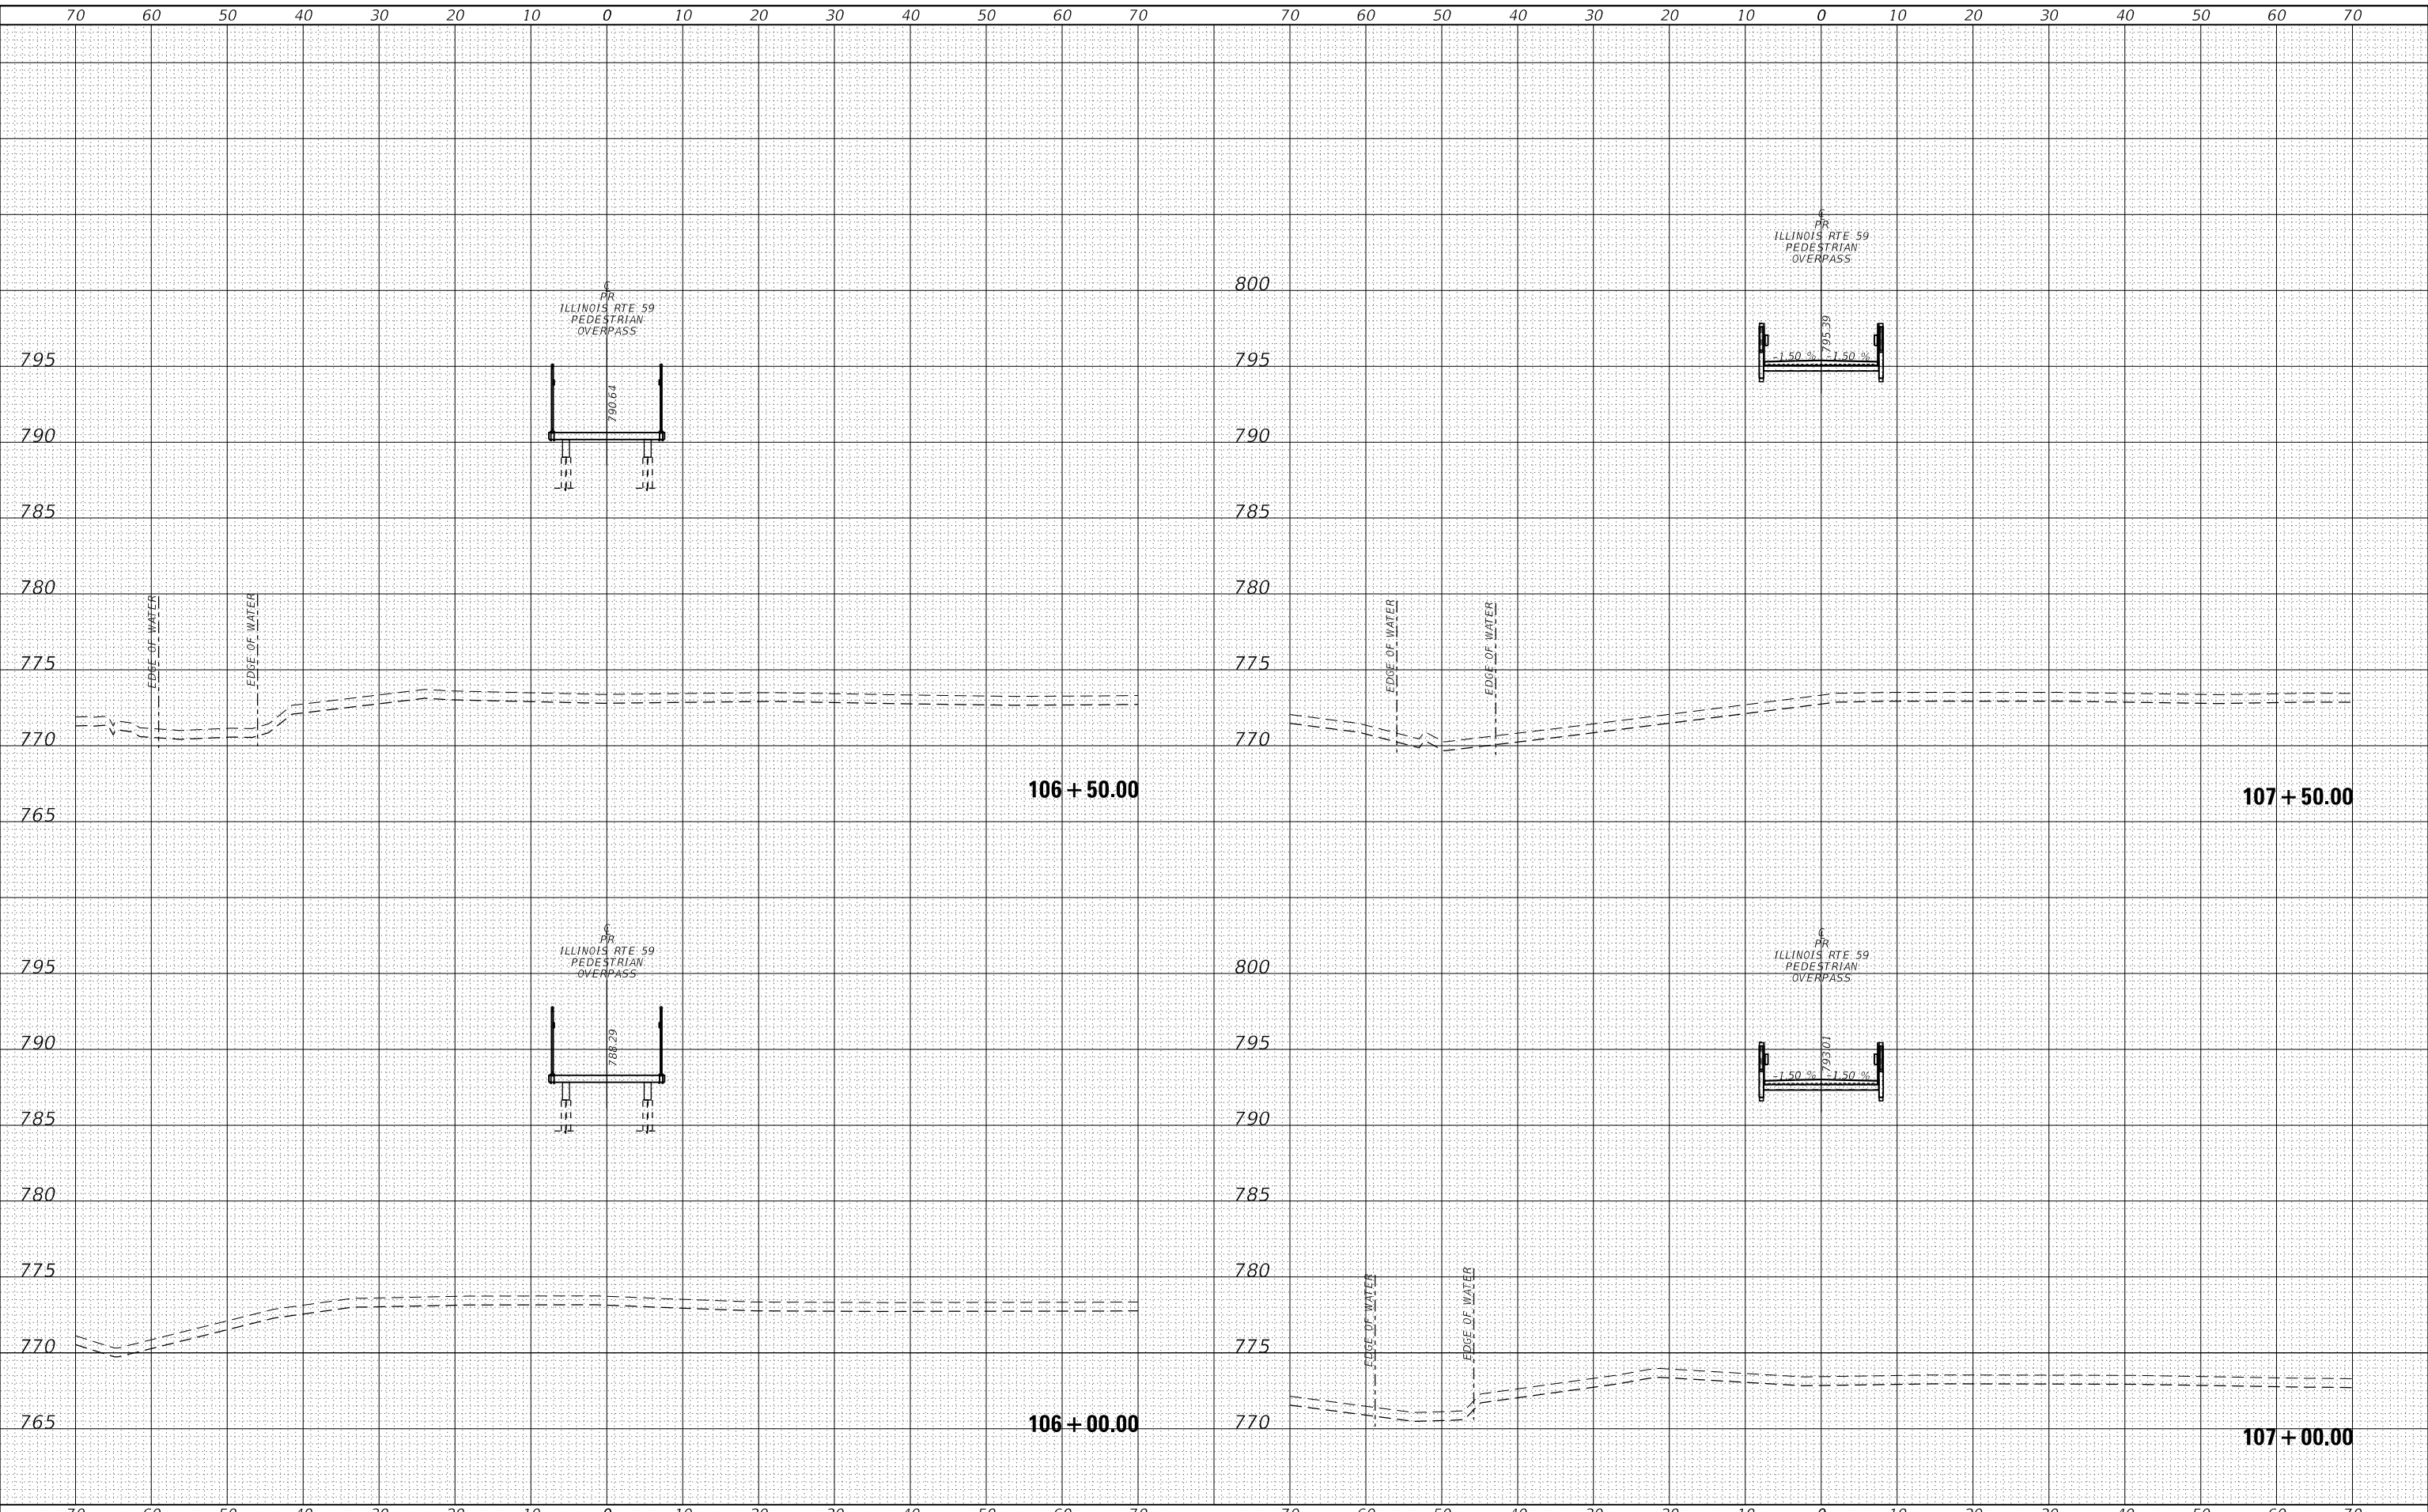 70 60 50 40 30 20 10 0 10 20 30 40 50 60 70 70 60 50 40 30 20 10 0 10 20 30 40 50 60 70
℄
PR
ILLINOIS RTE 59
PEDESTRIAN
OVERPASS
790.64
795
790
785
780
775
770
765
EDGE OF WATER
EDGE OF WATER
106+50.00
℄
PR
ILLINOIS RTE 59
PEDESTRIAN
OVERPASS
795.39
-1.50 % -1.50 %
800
795
790
785
780
775
770
EDGE OF WATER
EDGE OF WATER
107+50.00
℄
PR
ILLINOIS RTE 59
PEDESTRIAN
OVERPASS
788.29
795
790
785
780
775
770
765
106+00.00
℄
PR
ILLINOIS RTE 59
PEDESTRIAN
OVERPASS
793.01
-1.50 % -1.50 %
800
795
790
785
780
775
770
EDGE OF WATER
EDGE OF WATER
107+00.00
70 60 50 40 30 20 10 0 10 20 30 40 50 60 70 70 60 50 40 30 20 10 0 10 20 30 40 50 60 70